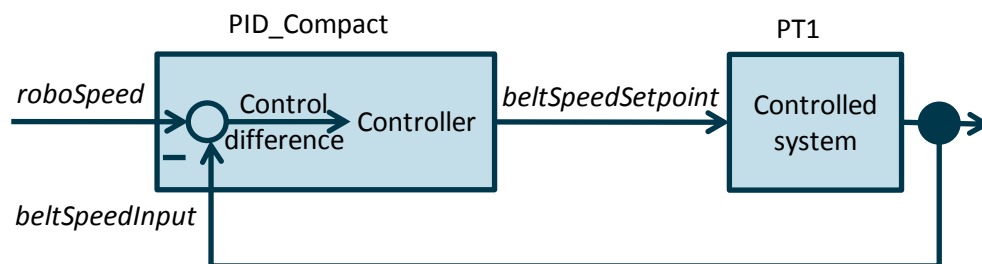 PID_Compact
PT1
roboSpeed
Control
difference
Controller
beltSpeedSetpoint
Controlled
system
–
beltSpeedInput